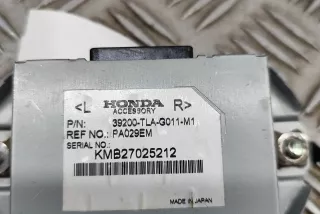 <L HONDA R>
ACCESSORY
P/N: 39200-TLA-G011-M1
REF NO.: PA029EM
SERIAL NO.:
KMB27025212
MADE IN JAPAN